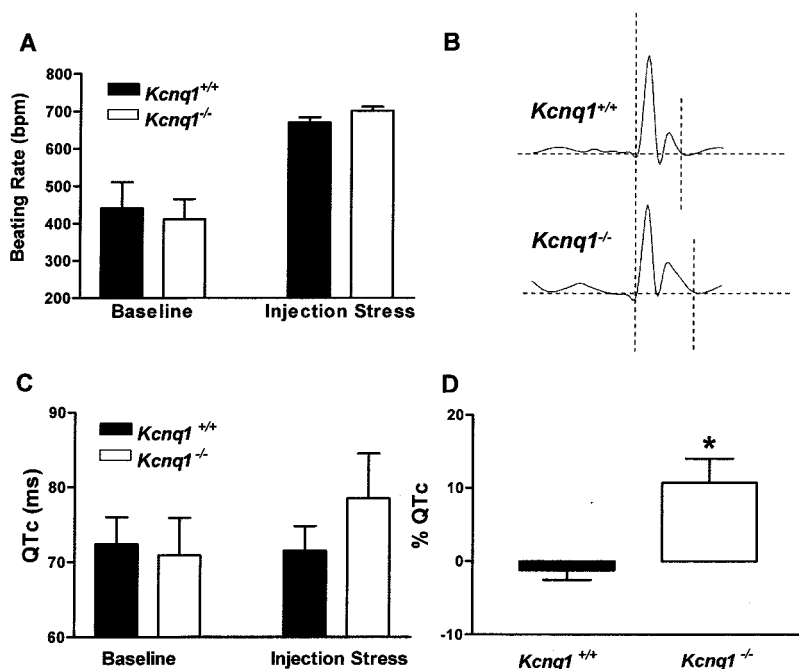 A
Beating Rate (bpm)
800
700
600
500
400
300
200
Kcnq1+/+
Kcnq1-/-
Baseline
Injection Stress
B
Kcnq1+/+
Kcnq1-/-
C
QTc (ms)
90
80
70
60
Kcnq1 +/+
Kcnq1 -/-
Baseline
Injection Stress
D
% QTc
20
10
0
-10
*
Kcnq1 +/+
Kcnq1 -/-